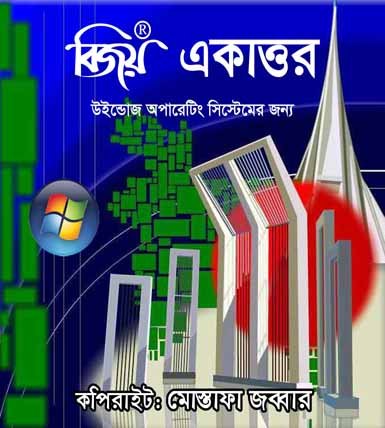 বিজয়® একাত্তর
উইন্ডোজ অপারেটিং সিস্টেমের জন্য
কপিরাইট: মোস্তাফা জব্বার